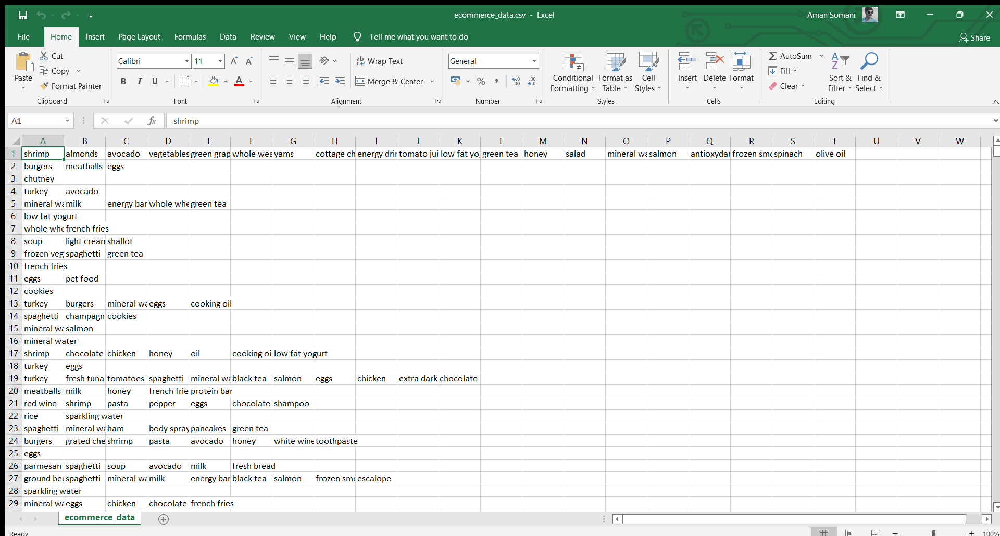 ecommerce_data.csv - Excel
Aman Somani
File Home Insert Page Layout Formulas Data Review View Help Tell me what you want to do
Share
Paste
Cut
Copy
Format Painter
Clipboard
Calibri 11
B I U
Font
Wrap Text
Merge & Center
Alignment
General
%
Number
Conditional Formatting
Format as Table
Cell Styles
Styles
Insert Delete Format
Cells
AutoSum
Fill
Clear
Sort & Filter
Find & Select
Editing
A1 fx shrimp
A B C D E F G H I J K L M N O P Q R S T U V W
1 shrimp almonds avocado vegetables green grap whole wea yams cottage ch energy drin tomato jui low fat yog green tea honey salad mineral wa salmon antioxydan frozen smo spinach olive oil
2 burgers meatballs eggs
3 chutney
4 turkey avocado
5 mineral wa milk energy bar whole whe green tea
6 low fat yogurt
7 whole whe french fries
8 soup light cream shallot
9 frozen veg spaghetti green tea
10 french fries
11 eggs pet food
12 cookies
13 turkey burgers mineral wa eggs cooking oil
14 spaghetti champagn cookies
15 mineral wa salmon
16 mineral water
17 shrimp chocolate chicken honey oil cooking oi low fat yogurt
18 turkey eggs
19 turkey fresh tuna tomatoes spaghetti mineral wa black tea salmon eggs chicken extra dark chocolate
20 meatballs milk honey french frie protein bar
21 red wine shrimp pasta pepper eggs chocolate shampoo
22 rice sparkling water
23 spaghetti mineral wa ham body spray pancakes green tea
24 burgers grated che shrimp pasta avocado honey white wine toothpaste
25 eggs
26 parmesan spaghetti soup avocado milk fresh bread
27 ground bee spaghetti mineral wa milk energy bar black tea salmon frozen smo escalope
28 sparkling water
29 mineral wa eggs chicken chocolate french fries
ecommerce_data
Ready
100%